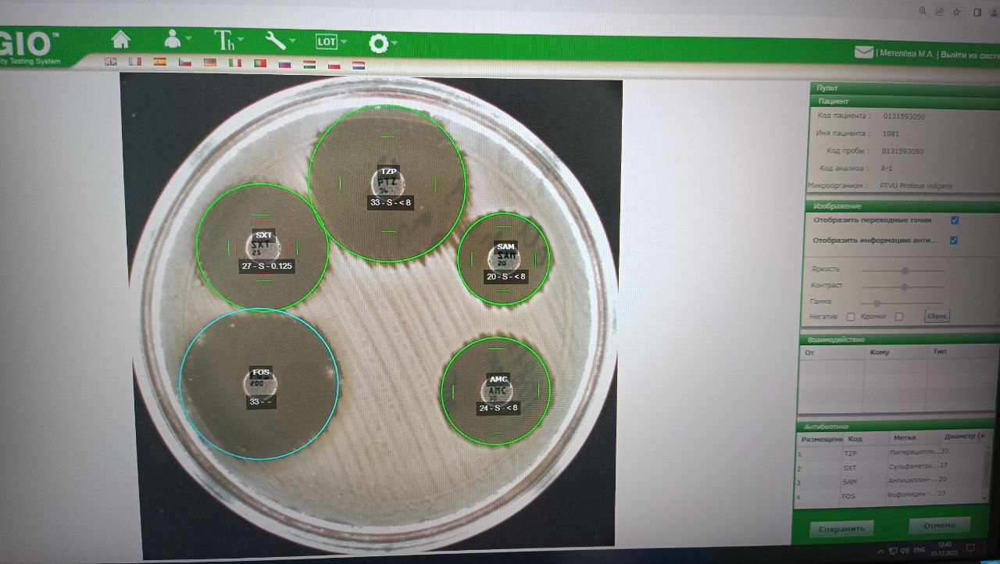 GIO™
ity Testing System
Th
LOT
| Метелёва М.А. | Выйти из систе
TZP
PTZ
36
33 - S - < 8
SXT
SXT
25
27 - S - 0.125
SAM
SAM
20
20 - S - < 8
FOS
FOS
200
33 - -
AMC
AMC
30
24 - S - < 8
Пульт
Пациент
Код пациента : 0131593050
Имя пациента : 1081
Код пробы : 0131593050
Код анализа : A-1
Микроорганизм : PTVU Proteus vulgaris
Изображение
Отобразить переходные точки
Отобразить информацию анти...
Яркость
Контраст
Гамма
Негатив Кромки Сброс
Взаимодействие
От Кому Тип
Антибиотики
Размещени Код Метка Диаметр (м
1 TZP Пиперацилли... 33
2 SXT Сульфаметок... 27
3 SAM Ампициллин-... 20
4 FOS Фофомицин -... 33
Сохранить Отмена
ENG 12:43
05.12.2023